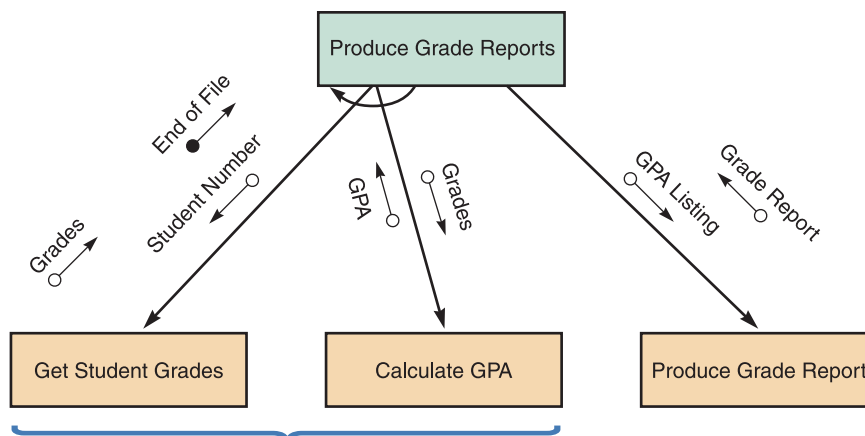 Produce Grade Reports
End of File
Student Number
Grades
GPA
Grades
GPA Listing
Grade Report
Get Student Grades
Calculate GPA
Produce Grade Report